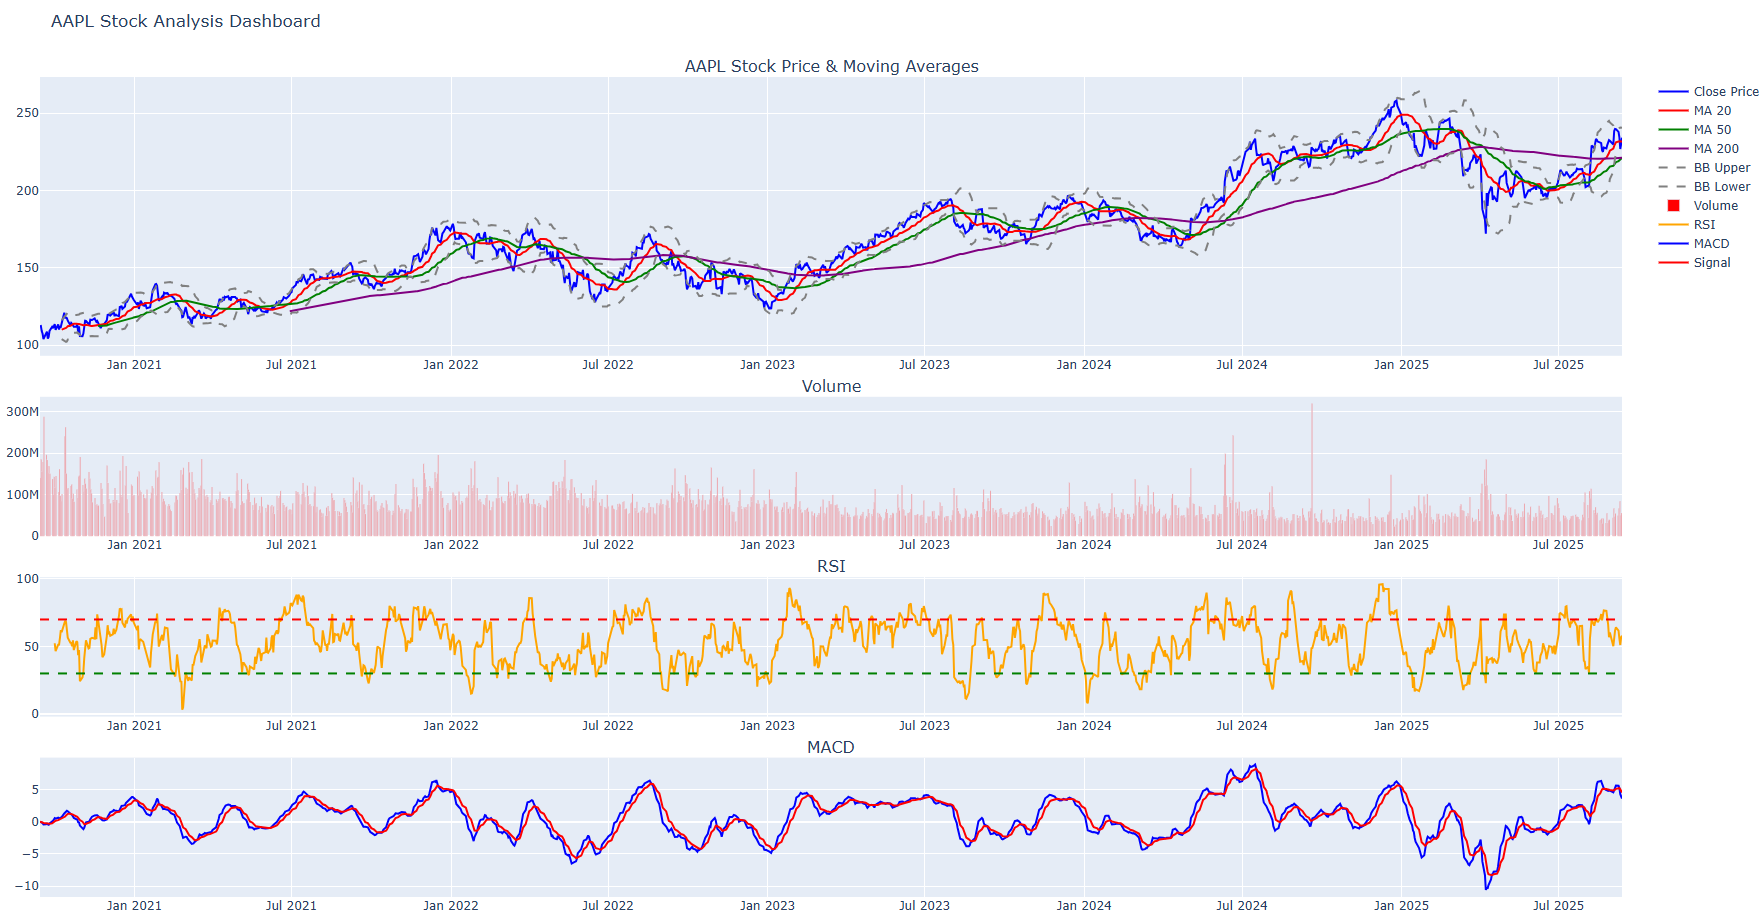 AAPL Stock Analysis Dashboard
AAPL Stock Price & Moving Averages
250
200
150
100
Jan 2021 Jul 2021 Jan 2022 Jul 2022 Jan 2023 Jul 2023 Jan 2024 Jul 2024 Jan 2025 Jul 2025
Close Price
MA 20
MA 50
MA 200
BB Upper
BB Lower
Volume
RSI
MACD
Signal
Volume
300M
200M
100M
0
Jan 2021 Jul 2021 Jan 2022 Jul 2022 Jan 2023 Jul 2023 Jan 2024 Jul 2024 Jan 2025 Jul 2025
RSI
100
50
0
Jan 2021 Jul 2021 Jan 2022 Jul 2022 Jan 2023 Jul 2023 Jan 2024 Jul 2024 Jan 2025 Jul 2025
MACD
5
0
−5
−10
Jan 2021 Jul 2021 Jan 2022 Jul 2022 Jan 2023 Jul 2023 Jan 2024 Jul 2024 Jan 2025 Jul 2025